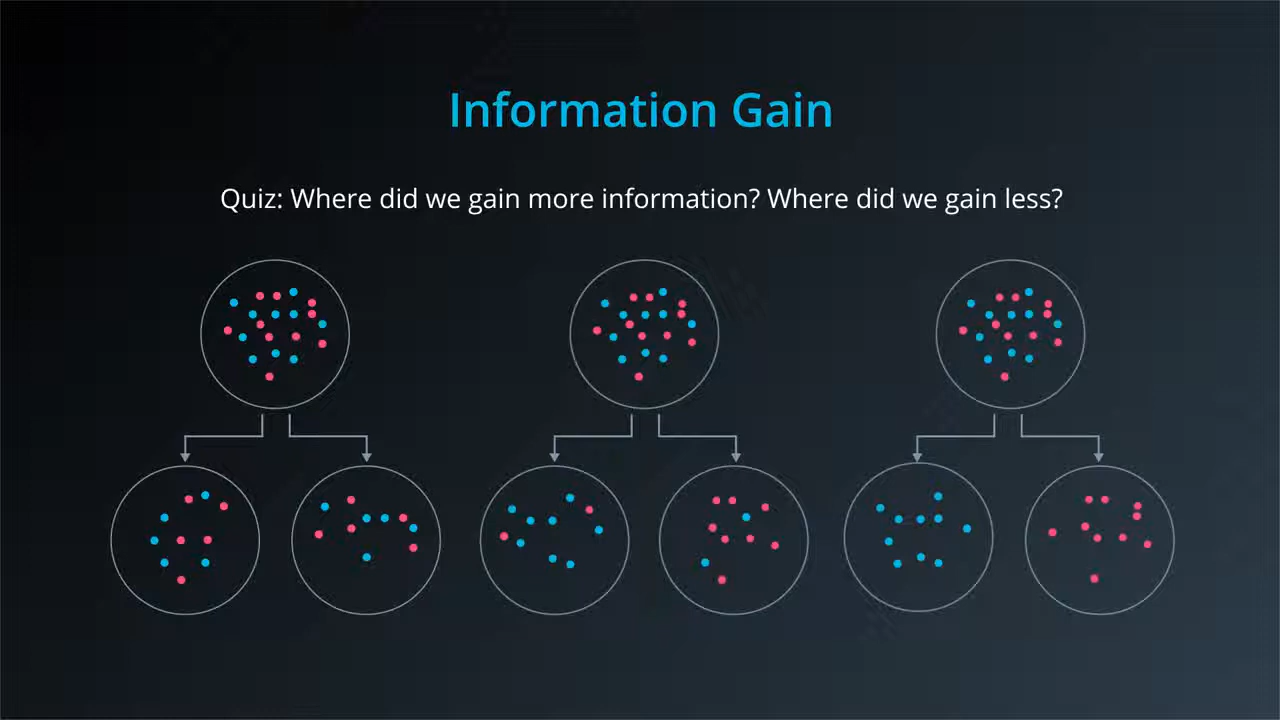 Information Gain
Quiz: Where did we gain more information? Where did we gain less?